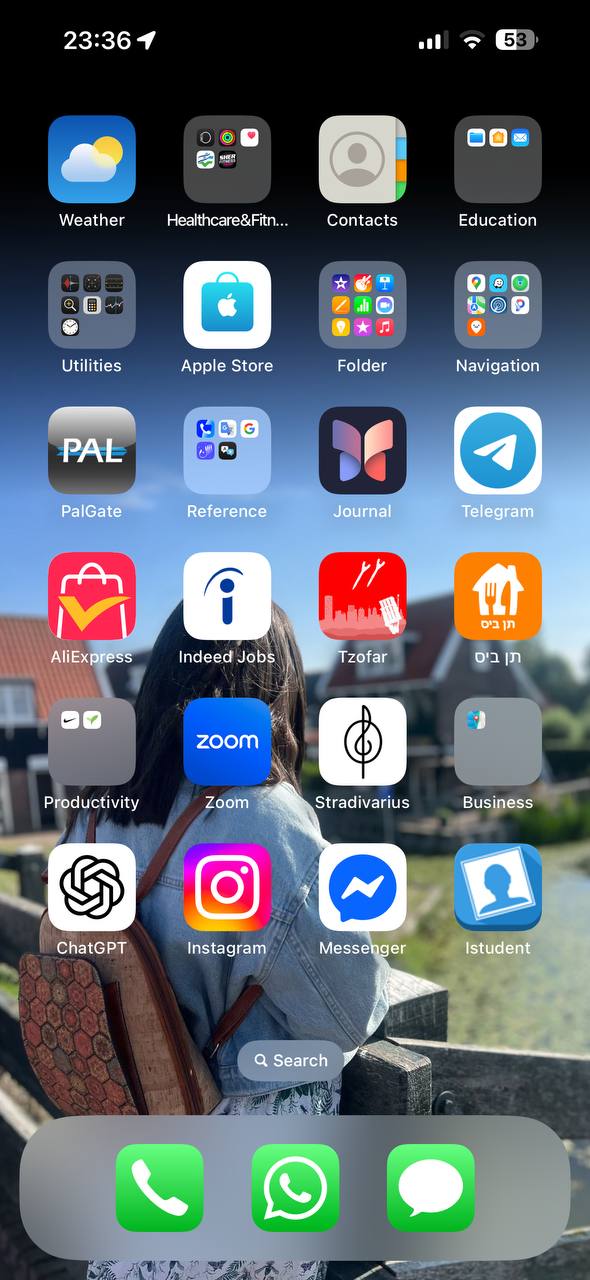 23:36
53
Weather
Healthcare&Fitn...
Contacts
Education
Utilities
Apple Store
Folder
Navigation
PAL
PalGate
Reference
Journal
Telegram
תן ביס
AliExpress
Indeed Jobs
Tzofar
תן ביס
zoom
Productivity
Zoom
Stradivarius
Business
ChatGPT
Instagram
Messenger
Istudent
Search